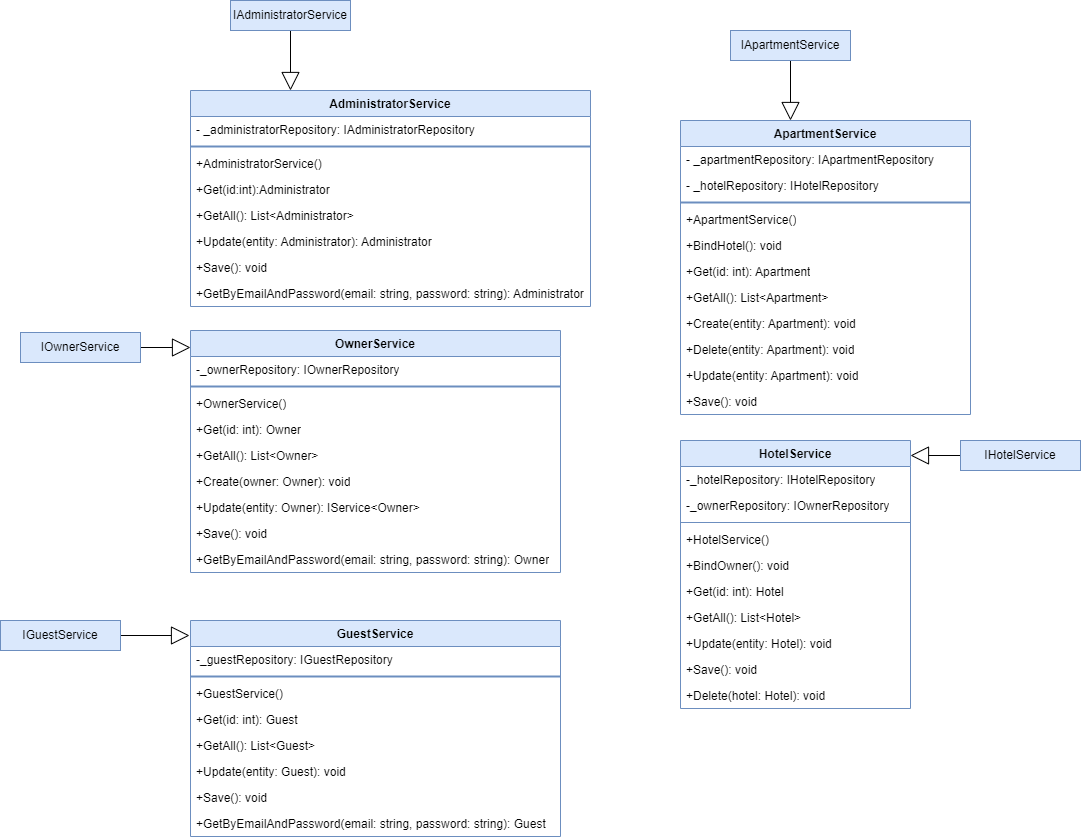 IAdministratorService
AdministratorService
- _administratorRepository: IAdministratorRepository
+AdministratorService()
+Get(id:int):Administrator
+GetAll(): List<Administrator>
+Update(entity: Administrator): Administrator
+Save(): void
+GetByEmailAndPassword(email: string, password: string): Administrator
IOwnerService
OwnerService
-_ownerRepository: IOwnerRepository
+OwnerService()
+Get(id: int): Owner
+GetAll(): List<Owner>
+Create(owner: Owner): void
+Update(entity: Owner): IService<Owner>
+Save(): void
+GetByEmailAndPassword(email: string, password: string): Owner
IGuestService
GuestService
-_guestRepository: IGuestRepository
+GuestService()
+Get(id: int): Guest
+GetAll(): List<Guest>
+Update(entity: Guest): void
+Save(): void
+GetByEmailAndPassword(email: string, password: string): Guest
IApartmentService
ApartmentService
- _apartmentRepository: IApartmentRepository
- _hotelRepository: IHotelRepository
+ApartmentService()
+BindHotel(): void
+Get(id: int): Apartment
+GetAll(): List<Apartment>
+Create(entity: Apartment): void
+Delete(entity: Apartment): void
+Update(entity: Apartment): void
+Save(): void
HotelService
IHotelService
-_hotelRepository: IHotelRepository
-_ownerRepository: IOwnerRepository
+HotelService()
+BindOwner(): void
+Get(id: int): Hotel
+GetAll(): List<Hotel>
+Update(entity: Hotel): void
+Save(): void
+Delete(hotel: Hotel): void